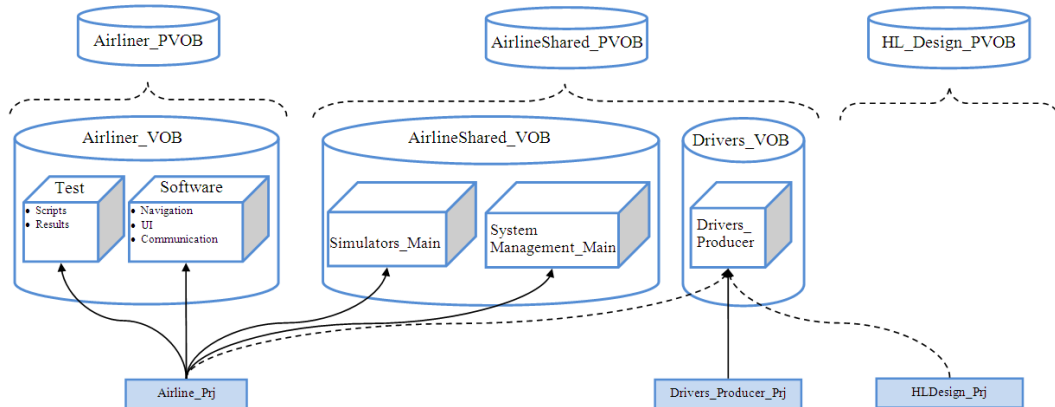 Airliner_PVOB
AirlineShared_PVOB
HL_Design_PVOB
Airliner_VOB
AirlineShared_VOB
Drivers_VOB
Test
• Scripts
• Results
Software
• Navigation
• UI
• Communication
Simulators_Main
System
Management_Main
Drivers_
Producer
Airline_Prj
Drivers_Producer_Prj
HLDesign_Prj